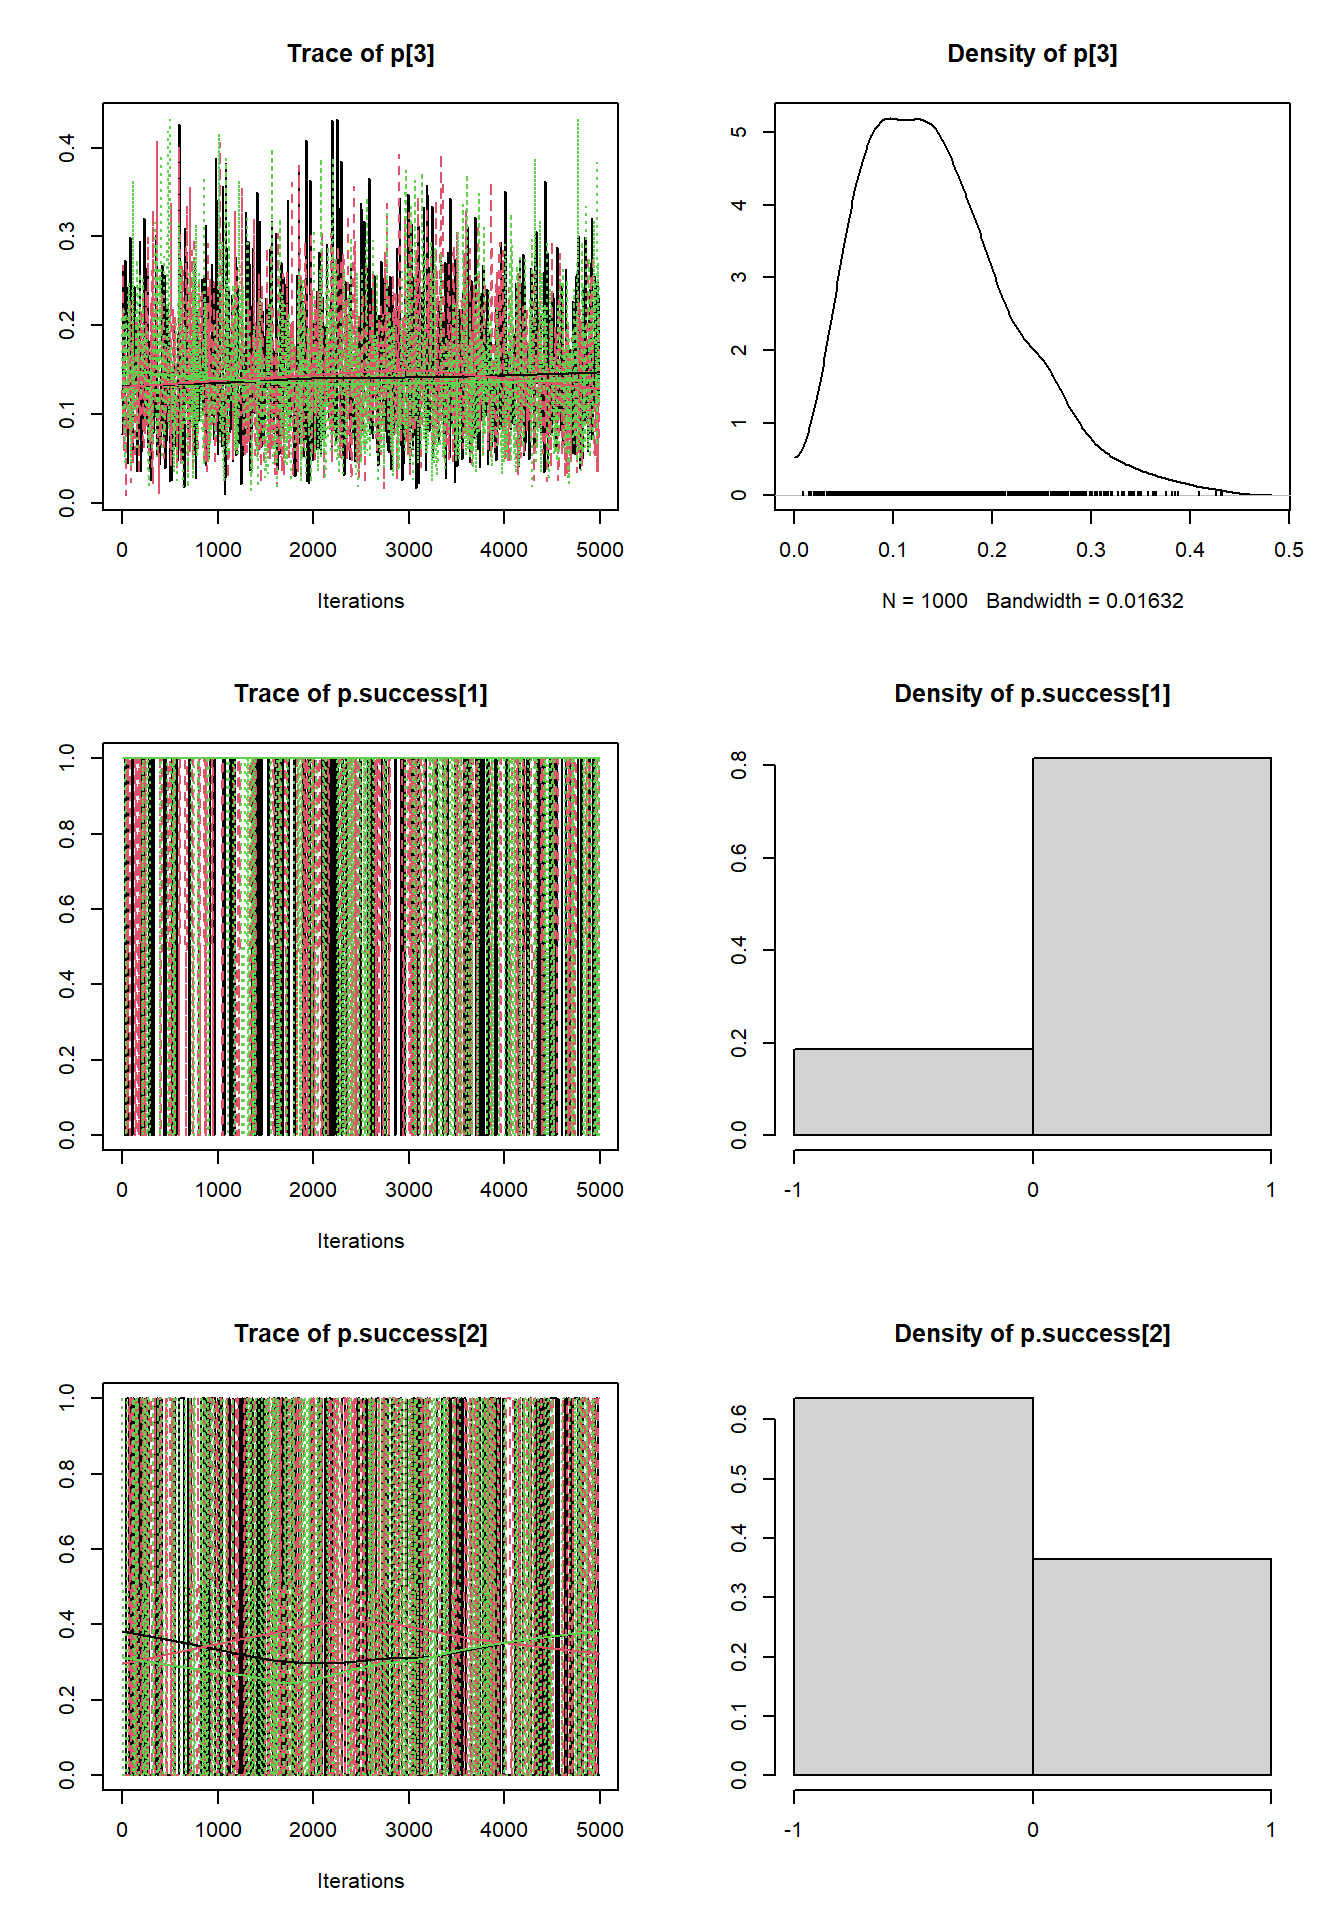 Trace of p[3]
0.0 0.1 0.2 0.3 0.4
0 1000 2000 3000 4000 5000
Iterations
Density of p[3]
0 1 2 3 4 5
0.0 0.1 0.2 0.3 0.4 0.5
N = 1000 Bandwidth = 0.01632
Trace of p.success[1]
0.0 0.2 0.4 0.6 0.8 1.0
0 1000 2000 3000 4000 5000
Iterations
Density of p.success[1]
0.0 0.2 0.4 0.6 0.8
-1 0 1
Trace of p.success[2]
0.0 0.2 0.4 0.6 0.8 1.0
0 1000 2000 3000 4000 5000
Iterations
Density of p.success[2]
0.0 0.1 0.2 0.3 0.4 0.5 0.6
-1 0 1